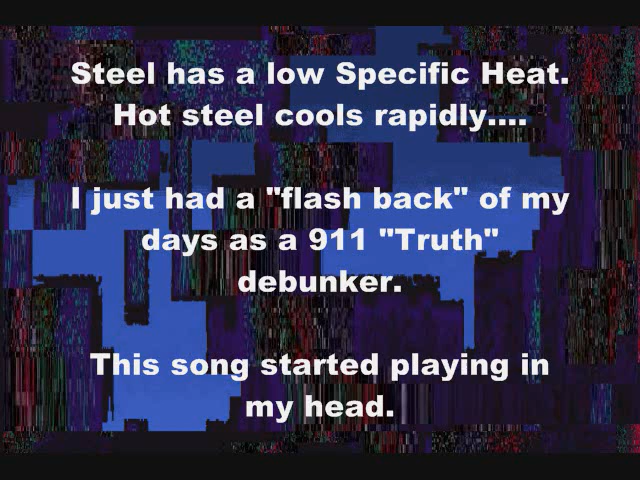 Steel has a low Specific Heat.
Hot steel cools rapidly....
I just had a "flash back" of my
days as a 911 "Truth"
debunker.
This song started playing in
my head.